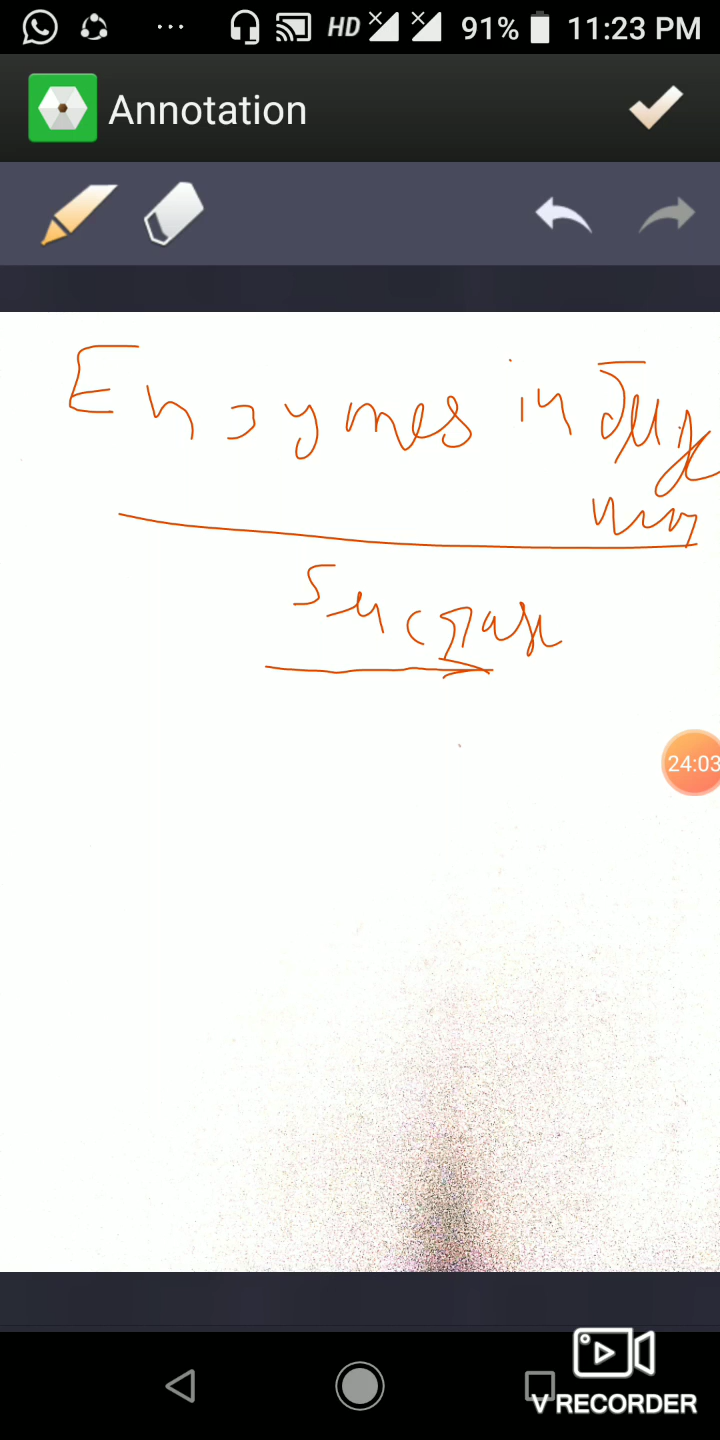 HD 91% 11:23 PM
Annotation
Enzymes in
Sucrase
24:03
V RECORDER